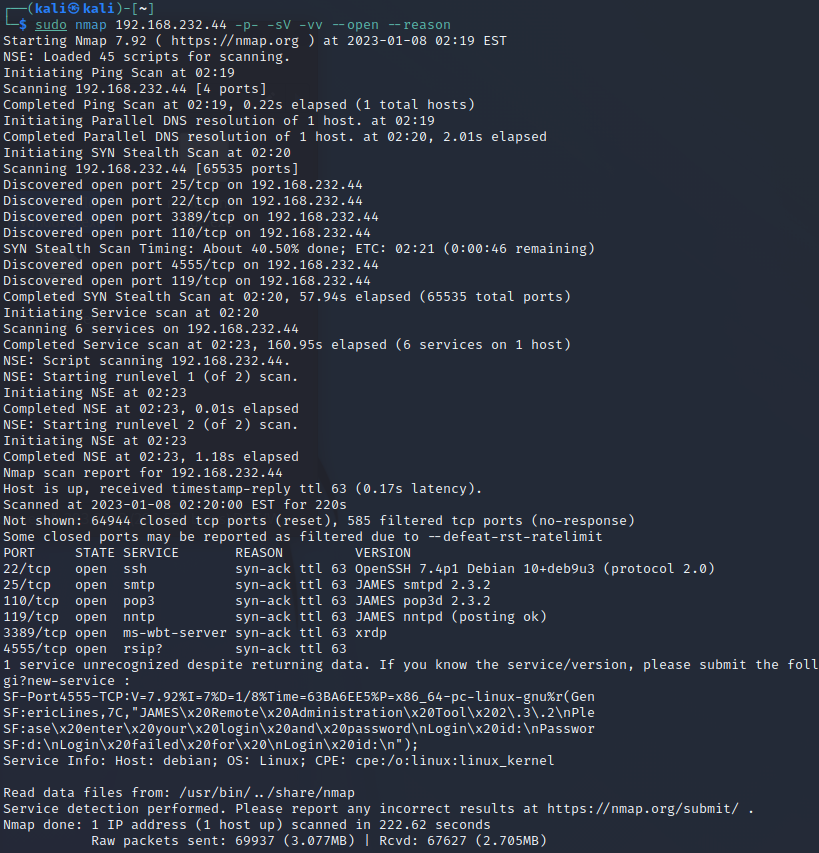 ┌──(kali㉿kali)-[~]
└─$ sudo nmap 192.168.232.44 -p- -sV -vv --open --reason
Starting Nmap 7.92 ( https://nmap.org ) at 2023-01-08 02:19 EST
NSE: Loaded 45 scripts for scanning.
Initiating Ping Scan at 02:19
Scanning 192.168.232.44 [4 ports]
Completed Ping Scan at 02:19, 0.22s elapsed (1 total hosts)
Initiating Parallel DNS resolution of 1 host. at 02:19
Completed Parallel DNS resolution of 1 host. at 02:20, 2.01s elapsed
Initiating SYN Stealth Scan at 02:20
Scanning 192.168.232.44 [65535 ports]
Discovered open port 25/tcp on 192.168.232.44
Discovered open port 22/tcp on 192.168.232.44
Discovered open port 3389/tcp on 192.168.232.44
Discovered open port 110/tcp on 192.168.232.44
SYN Stealth Scan Timing: About 40.50% done; ETC: 02:21 (0:00:46 remaining)
Discovered open port 4555/tcp on 192.168.232.44
Discovered open port 119/tcp on 192.168.232.44
Completed SYN Stealth Scan at 02:20, 57.94s elapsed (65535 total ports)
Initiating Service scan at 02:20
Scanning 6 services on 192.168.232.44
Completed Service scan at 02:23, 160.95s elapsed (6 services on 1 host)
NSE: Script scanning 192.168.232.44.
NSE: Starting runlevel 1 (of 2) scan.
Initiating NSE at 02:23
Completed NSE at 02:23, 0.01s elapsed
NSE: Starting runlevel 2 (of 2) scan.
Initiating NSE at 02:23
Completed NSE at 02:23, 1.18s elapsed
Nmap scan report for 192.168.232.44
Host is up, received timestamp-reply ttl 63 (0.17s latency).
Scanned at 2023-01-08 02:20:00 EST for 220s
Not shown: 64944 closed tcp ports (reset), 585 filtered tcp ports (no-response)
Some closed ports may be reported as filtered due to --defeat-rst-ratelimit
PORT     STATE SERVICE       REASON         VERSION
22/tcp   open  ssh           syn-ack ttl 63 OpenSSH 7.4p1 Debian 10+deb9u3 (protocol 2.0)
25/tcp   open  smtp          syn-ack ttl 63 JAMES smtpd 2.3.2
110/tcp  open  pop3          syn-ack ttl 63 JAMES pop3d 2.3.2
119/tcp  open  nntp          syn-ack ttl 63 JAMES nntpd (posting ok)
3389/tcp open  ms-wbt-server syn-ack ttl 63 xrdp
4555/tcp open  rsip?         syn-ack ttl 63
1 service unrecognized despite returning data. If you know the service/version, please submit the foll
gi?new-service :
SF-Port4555-TCP:V=7.92%I=7%D=1/8%Time=63BA6EE5%P=x86_64-pc-linux-gnu%r(Gen
SF:ericLines,7C,"JAMES\x20Remote\x20Administration\x20Tool\x202\.3\.2\nPle
SF:ase\x20enter\x20your\x20login\x20and\x20password\nLogin\x20id:\nPasswor
SF:d:\nLogin\x20failed\x20for\x20\nLogin\x20id:\n");
Service Info: Host: debian; OS: Linux; CPE: cpe:/o:linux:linux_kernel

Read data files from: /usr/bin/../share/nmap
Service detection performed. Please report any incorrect results at https://nmap.org/submit/ .
Nmap done: 1 IP address (1 host up) scanned in 222.62 seconds
           Raw packets sent: 69937 (3.077MB) | Rcvd: 67627 (2.705MB)